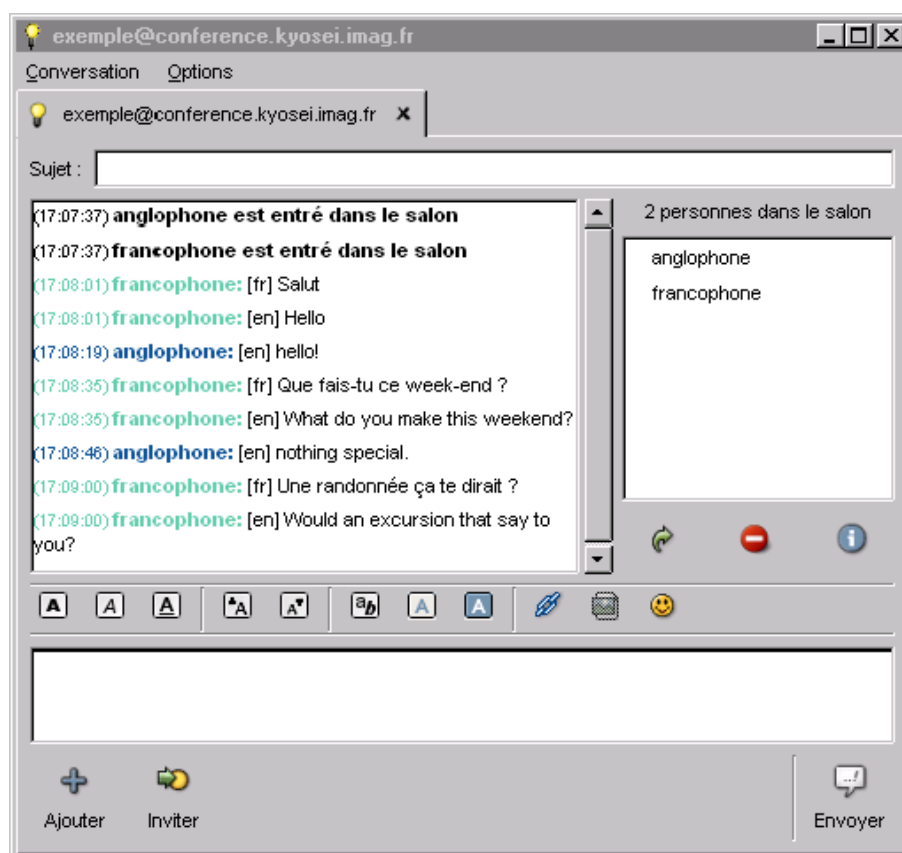 exemple@conference.kyosei.imag.fr
Conversation Options
exemple@conference.kyosei.imag.fr
Sujet :
(17:07:37) anglophone est entré dans le salon
(17:07:37) francophone est entré dans le salon
(17:08:01) francophone: [fr] Salut
(17:08:01) francophone: [en] Hello
(17:08:19) anglophone: [en] hello!
(17:08:35) francophone: [fr] Que fais-tu ce week-end ?
(17:08:35) francophone: [en] What do you make this weekend?
(17:08:46) anglophone: [en] nothing special.
(17:09:00) francophone: [fr] Une randonnée ça te dirait ?
(17:09:00) francophone: [en] Would an excursion that say to
you?
2 personnes dans le salon
anglophone
francophone
A A A A A ab A A
Ajouter Inviter Envoyer